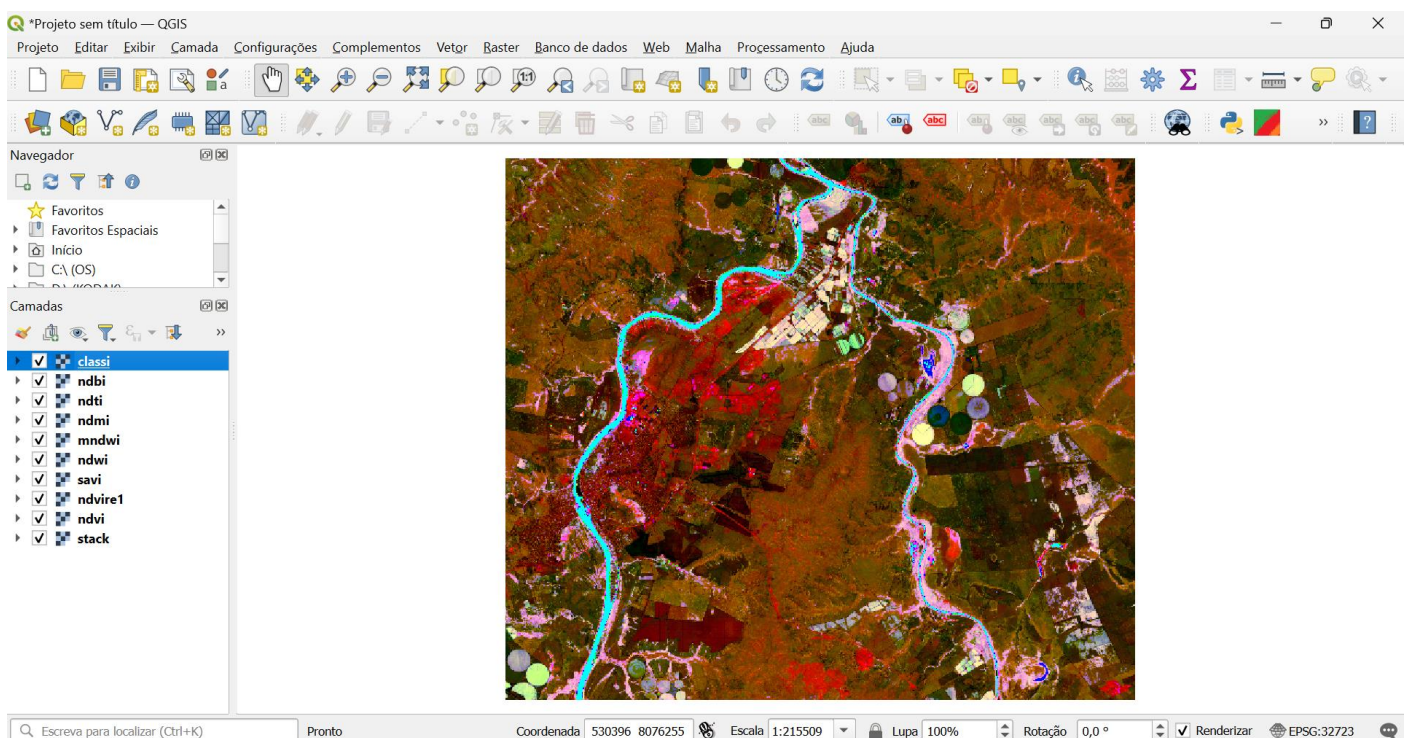 *Projeto sem título — QGIS
Projeto Editar Exibir Camada Configurações Complementos Vetor Raster Banco de dados Web Malha Processamento Ajuda
Navegador
Favoritos
Favoritos Espaciais
Início
C:\ (OS)
Camadas
classi
ndbi
ndti
ndmi
mndwi
ndwi
savi
ndvire1
ndvi
stack
Escreva para localizar (Ctrl+K) Pronto Coordenada 530396 8076255 Escala 1:215509 Lupa 100% Rotação 0,0 ° Renderizar EPSG:32723